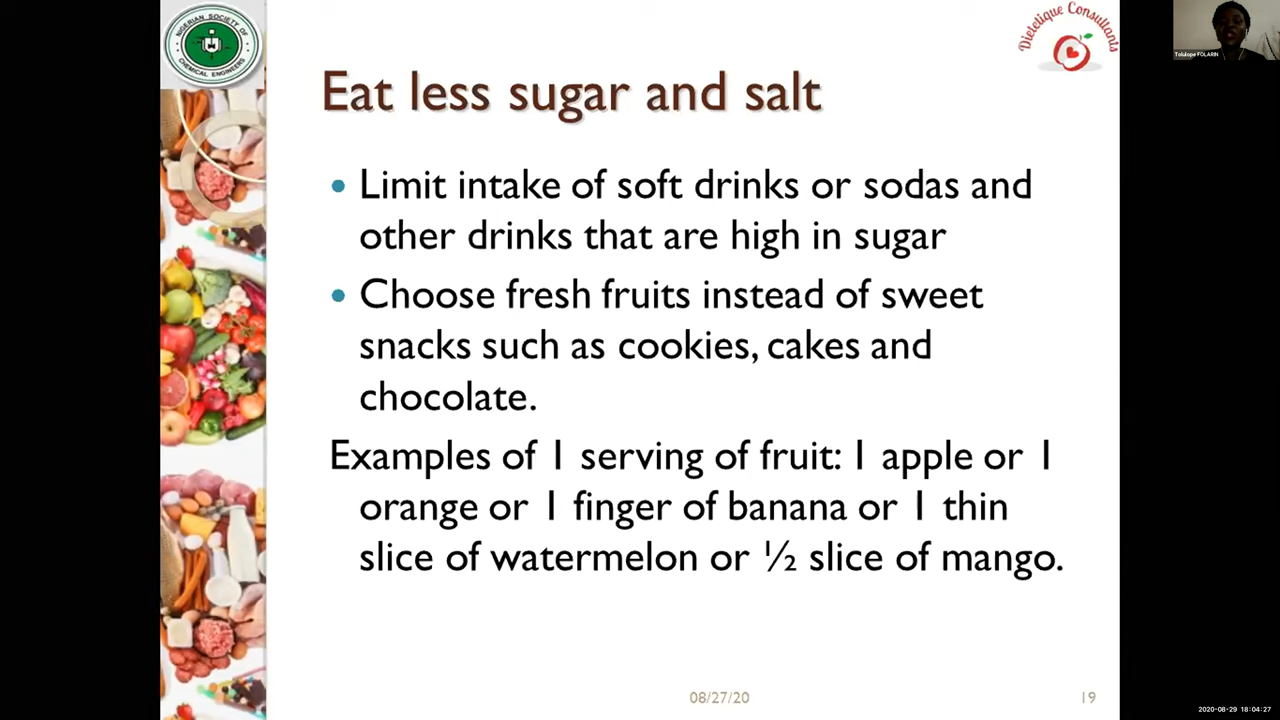 NIGERIAN SOCIETY OF
CHEMICAL ENGINEERS
Dietetique Consultants
Tolukope FOLARIN
Eat less sugar and salt
• Limit intake of soft drinks or sodas and
other drinks that are high in sugar
• Choose fresh fruits instead of sweet
snacks such as cookies, cakes and
chocolate.
Examples of 1 serving of fruit: 1 apple or 1
orange or 1 finger of banana or 1 thin
slice of watermelon or ½ slice of mango.
08/27/20
19
2020-08-29 18:04:27